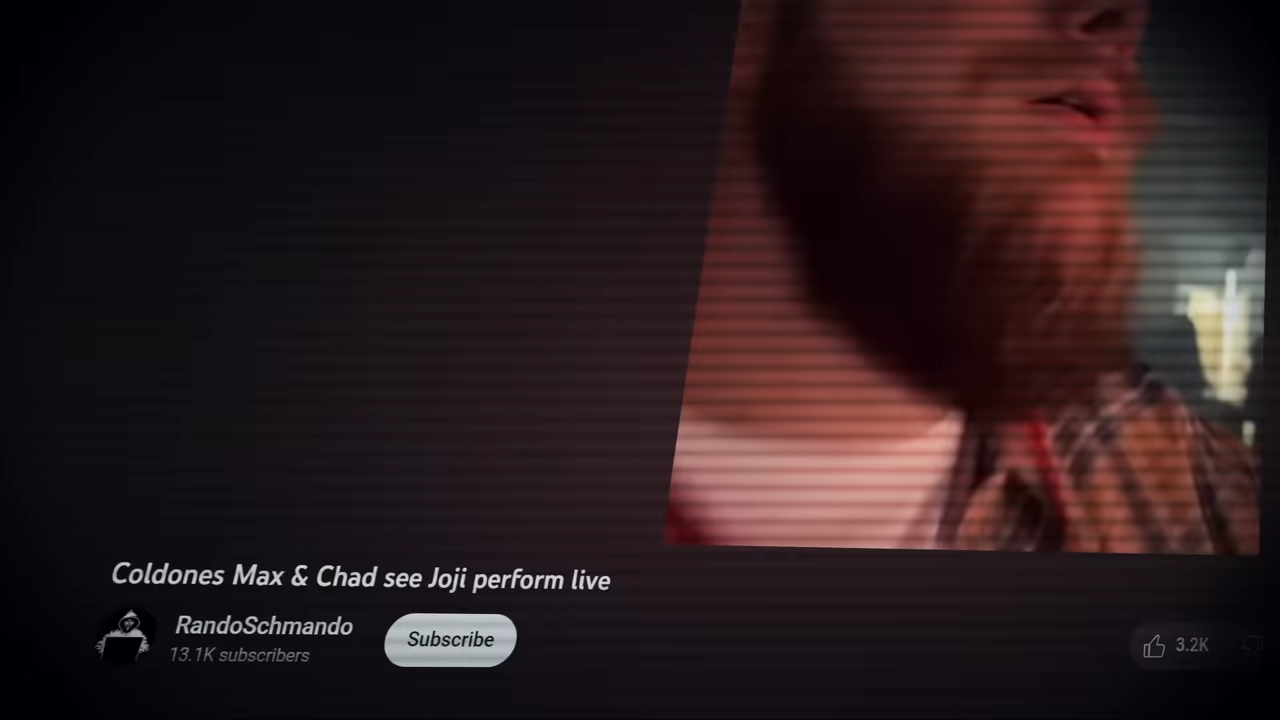 Coldones Max & Chad see Joji perform live
RandoSchmando
13.1K subscribers
Subscribe
3.2K